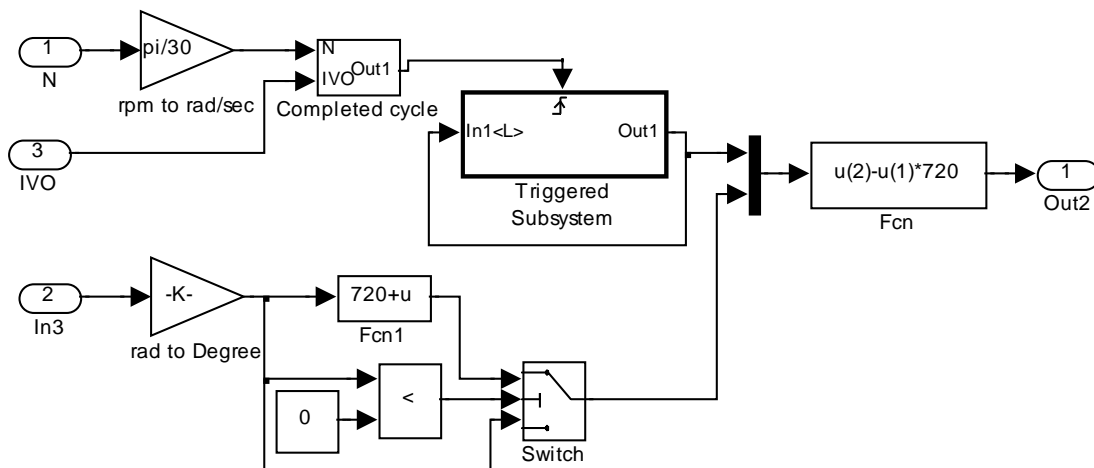 1
N
pi/30
rpm to rad/sec
N
IVO
Out1
Completed cycle
3
IVO
In1<L>
Out1
Triggered
Subsystem
u(2)-u(1)*720
Fcn
1
Out2
2
In3
-K-
rad to Degree
720+u
Fcn1
0
<
Switch